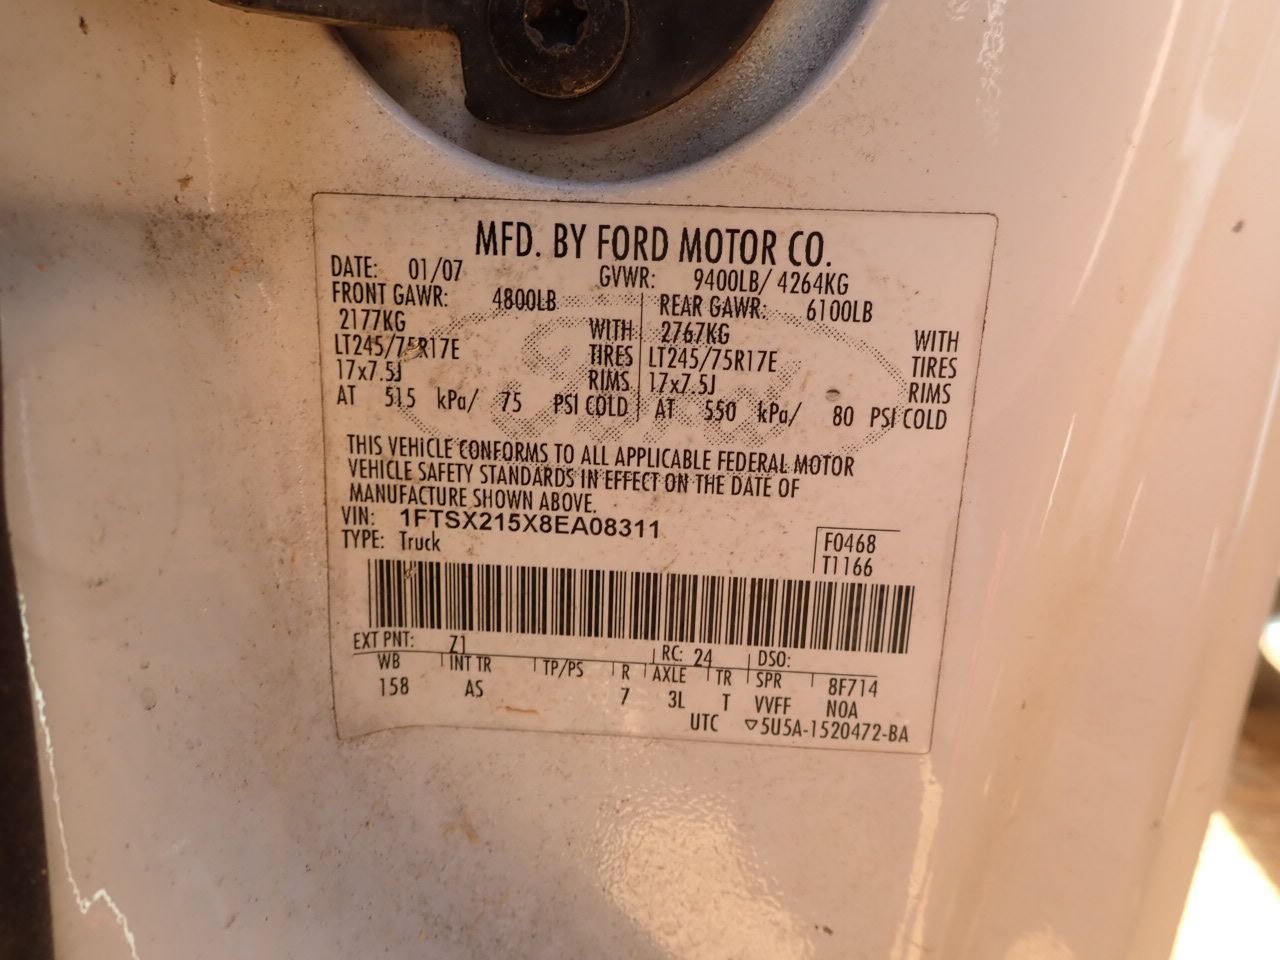 MFD. BY FORD MOTOR CO.
DATE: 01/07 GVWR: 9400LB/ 4264KG
FRONT GAWR: 4800LB REAR GAWR: 6100LB
2177KG WITH 2767KG WITH
LT245/75R17E TIRES LT245/75R17E TIRES
17x7.5J RIMS 17x7.5J RIMS
AT 515 kPa/ 75 PSI COLD AT 550 kPa/ 80 PSI COLD
THIS VEHICLE CONFORMS TO ALL APPLICABLE FEDERAL MOTOR
VEHICLE SAFETY STANDARDS IN EFFECT ON THE DATE OF
MANUFACTURE SHOWN ABOVE.
VIN: 1FTSX215X8EA08311
TYPE: Truck
F0468
T1166
EXT PNT: Z1 RC: 24 DSO:
WB INT TR TP/PS R AXLE TR SPR 8F714
158 AS 7 3L T VVFF NOA
UTC ▽5U5A-1520472-BA